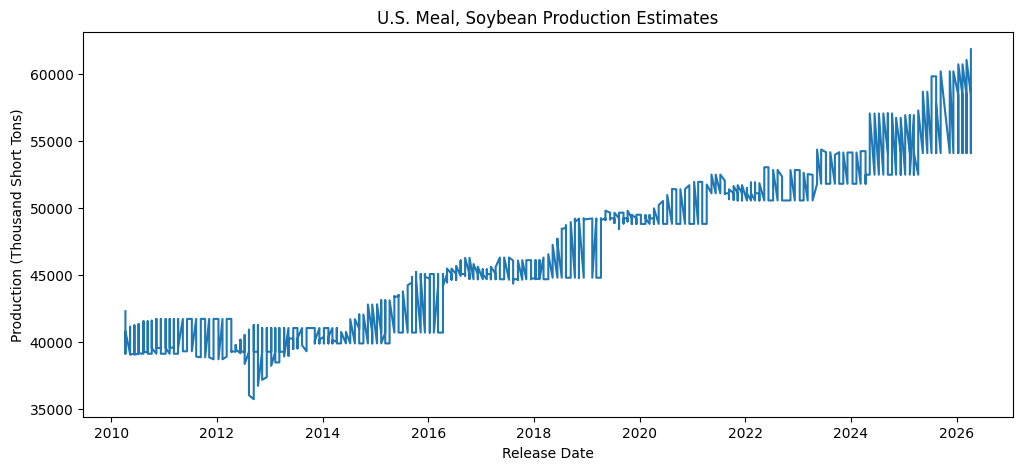 U.S. Meal, Soybean Production Estimates
Production (Thousand Short Tons)
60000
55000
50000
45000
40000
35000
2010 2012 2014 2016 2018 2020 2022 2024 2026
Release Date